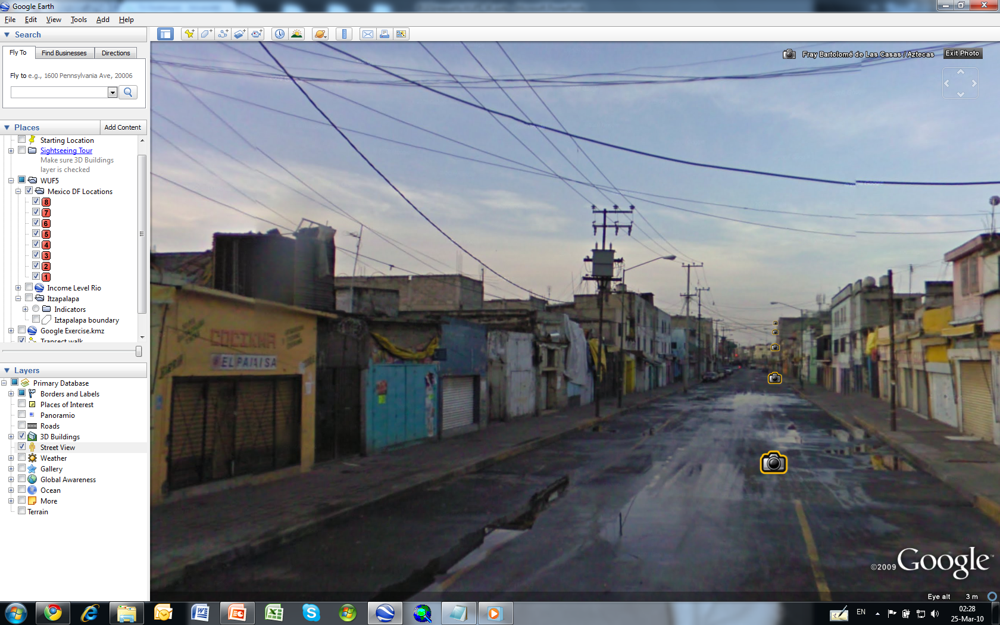 Google Earth
File Edit View Tools Add Help
Search
Fly To Find Businesses Directions
Fly to e.g., 1600 Pennsylvania Ave, 20006
Places Add Content
Starting Location
Sightseeing Tour
Make sure 3D Buildings
layer is checked
WUF5
Mexico DF Locations
8
7
6
5
4
3
2
1
Income Level Rio
Itzapalapa
Indicators
Iztapalapa boundary
Google Exercise.kmz
Transect walk
Layers
Primary Database
Borders and Labels
Places of Interest
Panoramio
Roads
3D Buildings
Street View
Weather
Gallery
Global Awareness
Ocean
More
Terrain
Fray Bartolomé de Las Casas / Aztecas Exit Photo
COCINA
EL PAISA
©2009 Google™
Eye alt 3 m
EN
02:28
25-Mar-10